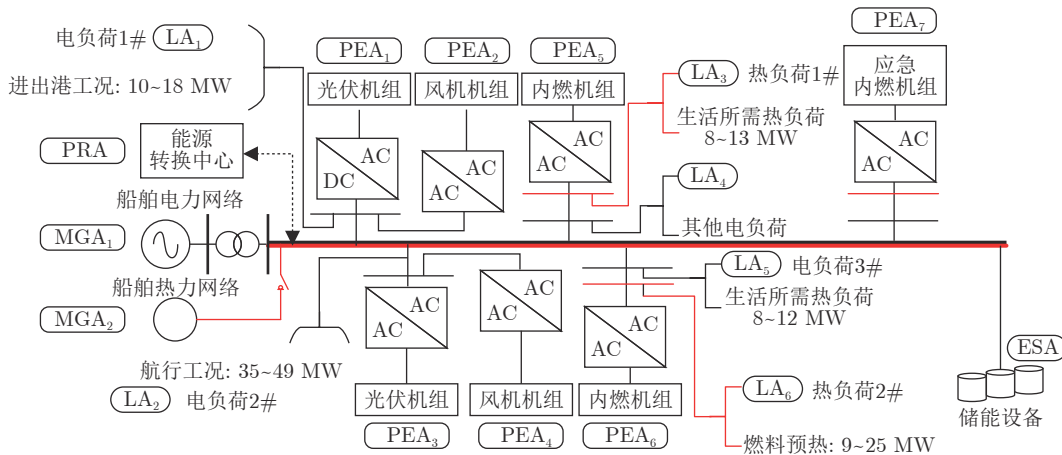 电负荷1# LA₁
进出港工况: 10~18 MW
PEA₁
PEA₂
PEA₅
PEA₇
光伏机组
风机机组
内燃机组
应急
内燃机组
LA₃ 热负荷1#
生活所需热负荷
8~13 MW
PRA
能源
转换中心
AC
DC
AC
AC
AC
AC
AC
AC
LA₄
其他电负荷
船舶电力网络
MGA₁
船舶热力网络
MGA₂
航行工况: 35~49 MW
LA₂ 电负荷2#
AC
AC
AC
AC
AC
AC
光伏机组
风机机组
内燃机组
PEA₃
PEA₄
PEA₆
LA₅ 电负荷3#
生活所需热负荷
8~12 MW
LA₆ 热负荷2#
燃料预热: 9~25 MW
ESA
储能设备